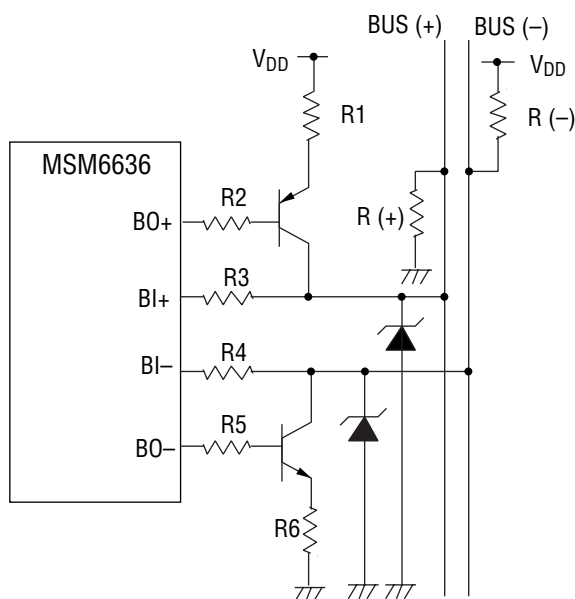 BUS (+)
BUS (–)
V_DD
V_DD
R1
R (–)
MSM6636
R2
BO+
R (+)
R3
BI+
R4
BI–
R5
BO–
R6